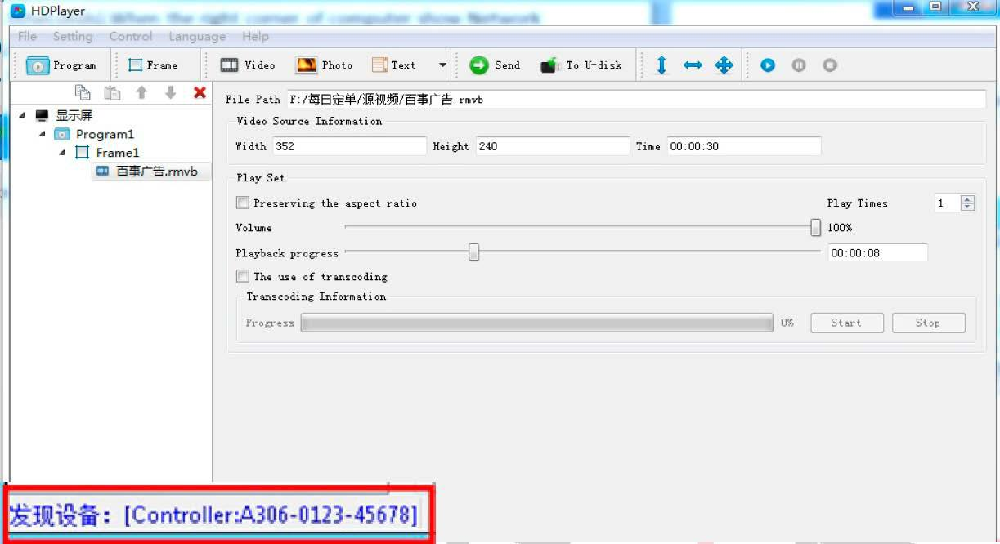 HDPlayer
File Setting Control Language Help
Program Frame Video Photo Text Send To U-disk
File Path F:/每日定单/源视频/百事广告.rmvb
显示屏
Program1
Frame1
百事广告.rmvb
Video Source Information
Width 352 Height 240 Time 00:00:30
Play Set
Preserving the aspect ratio Play Times 1
Volume 100%
Playback progress 00:00:08
The use of transcoding
Transcoding Information
Progress 0% Start Stop
发现设备：[Controller:A306-0123-45678]